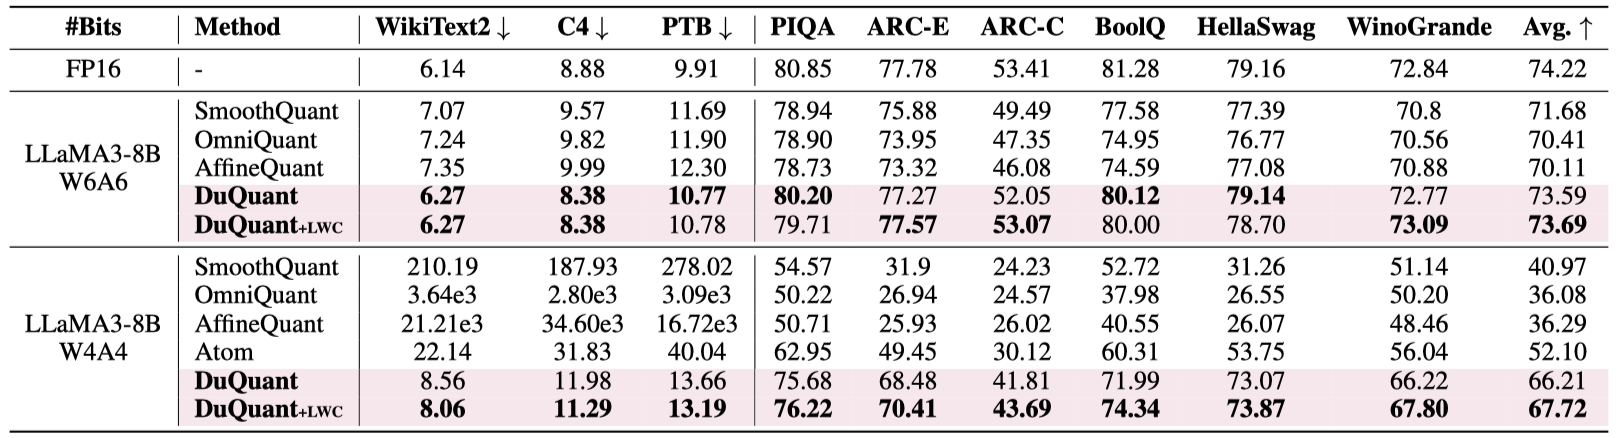 #Bits Method WikiText2 ↓ C4 ↓ PTB ↓ PIQA ARC-E ARC-C BoolQ HellaSwag WinoGrande Avg. ↑
FP16 - 6.14 8.88 9.91 80.85 77.78 53.41 81.28 79.16 72.84 74.22
LLaMA3-8B
W6A6
SmoothQuant 7.07 9.57 11.69 78.94 75.88 49.49 77.58 77.39 70.8 71.68
OmniQuant 7.24 9.82 11.90 78.90 73.95 47.35 74.95 76.77 70.56 70.41
AffineQuant 7.35 9.99 12.30 78.73 73.32 46.08 74.59 77.08 70.88 70.11
DuQuant 6.27 8.38 10.77 80.20 77.27 52.05 80.12 79.14 72.77 73.59
DuQuant+LWC 6.27 8.38 10.78 79.71 77.57 53.07 80.00 78.70 73.09 73.69
LLaMA3-8B
W4A4
SmoothQuant 210.19 187.93 278.02 54.57 31.9 24.23 52.72 31.26 51.14 40.97
OmniQuant 3.64e3 2.80e3 3.09e3 50.22 26.94 24.57 37.98 26.55 50.20 36.08
AffineQuant 21.21e3 34.60e3 16.72e3 50.71 25.93 26.02 40.55 26.07 48.46 36.29
Atom 22.14 31.83 40.04 62.95 49.45 30.12 60.31 53.75 56.04 52.10
DuQuant 8.56 11.98 13.66 75.68 68.48 41.81 71.99 73.07 66.22 66.21
DuQuant+LWC 8.06 11.29 13.19 76.22 70.41 43.69 74.34 73.87 67.80 67.72